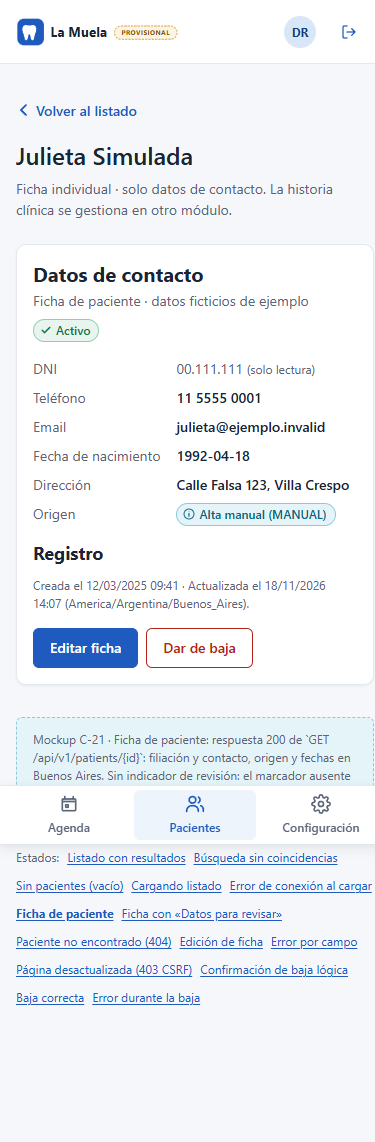 La Muela PROVISIONAL DR
Volver al listado
Julieta Simulada
Ficha individual · solo datos de contacto. La historia
clínica se gestiona en otro módulo.
Datos de contacto
Ficha de paciente · datos ficticios de ejemplo
Activo
DNI 00.111.111 (solo lectura)
Teléfono 11 5555 0001
Email julieta@ejemplo.invalid
Fecha de nacimiento 1992-04-18
Dirección Calle Falsa 123, Villa Crespo
Origen Alta manual (MANUAL)
Registro
Creada el 12/03/2025 09:41 · Actualizada el 18/11/2026
14:07 (America/Argentina/Buenos_Aires).
Editar ficha Dar de baja
Mockup C-21 · Ficha de paciente: respuesta 200 de `GET
/api/v1/patients/{id}`: filiación y contacto, origen y fechas en
Buenos Aires. Sin indicador de revisión: el marcador ausente
Agenda Pacientes Configuración
Estados: Listado con resultados Búsqueda sin coincidencias
Sin pacientes (vacío) Cargando listado Error de conexión al cargar
Ficha de paciente Ficha con «Datos para revisar»
Paciente no encontrado (404) Edición de ficha Error por campo
Página desactualizada (403 CSRF) Confirmación de baja lógica
Baja correcta Error durante la baja